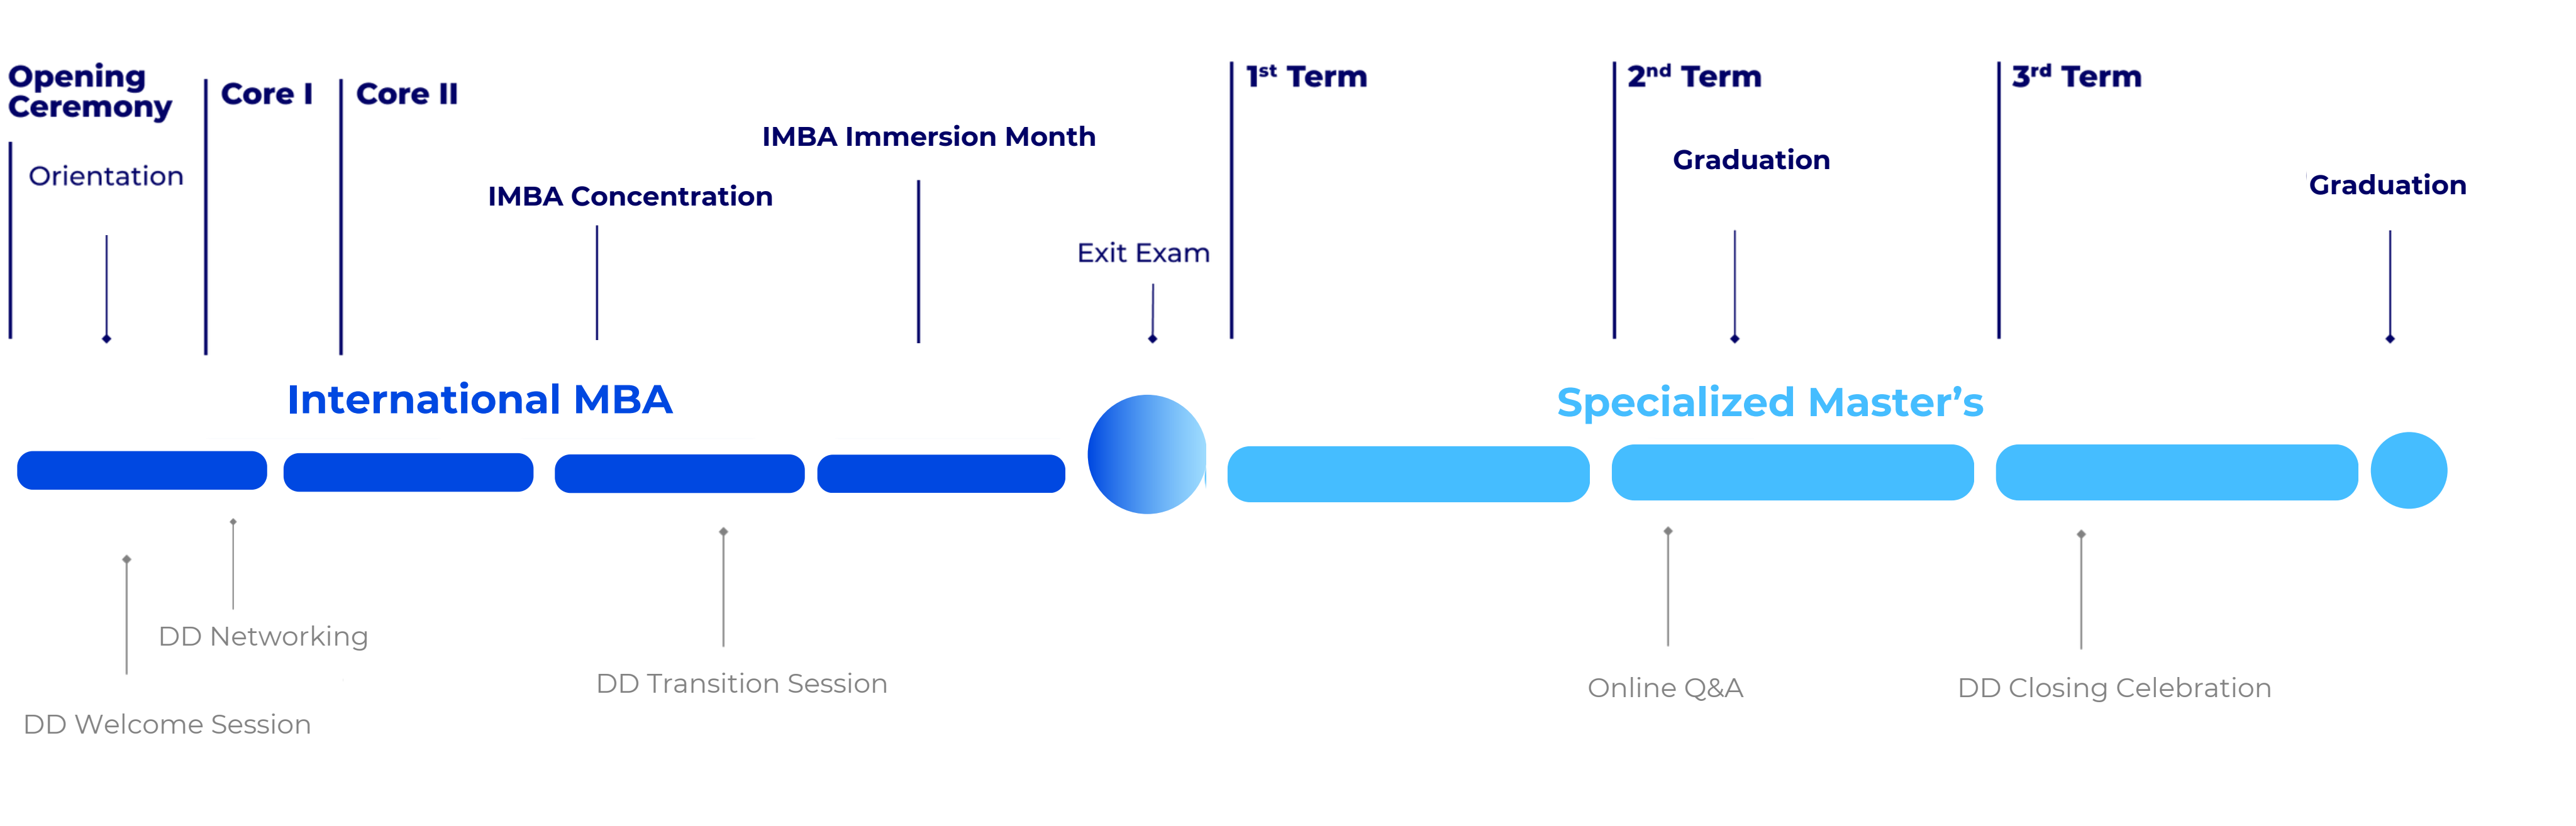 Opening
Ceremony
Orientation
Core I
Core II
IMBA Concentration
IMBA Immersion Month
Exit Exam
1st Term
2nd Term
Graduation
3rd Term
Graduation
International MBA
Specialized Master’s
DD Networking
DD Welcome Session
DD Transition Session
Online Q&A
DD Closing Celebration